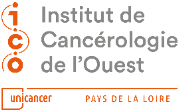 ico
Institut de
Cancérologie
de l'Ouest
unicancer
PAYS DE LA LOIRE